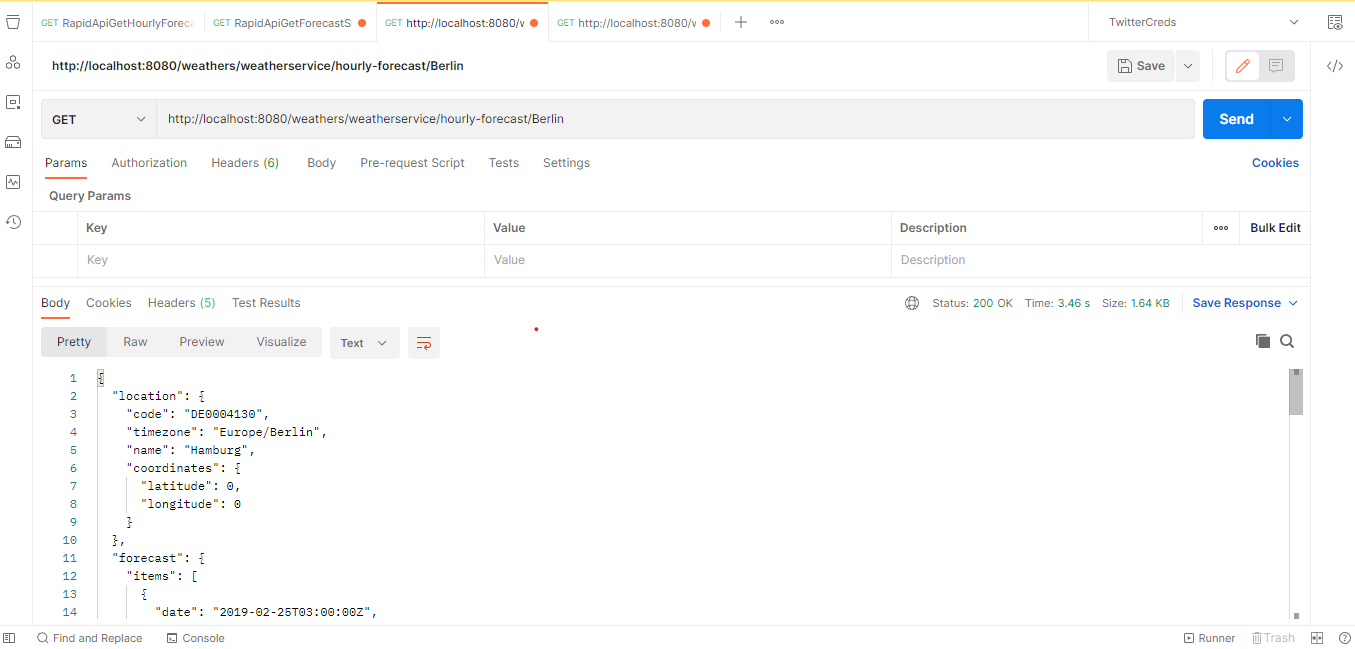 GET RapidApiGetHourlyForeca
GET RapidApiGetForecastS
GET http://localhost:8080/w
GET http://localhost:8080/w
TwitterCreds
http://localhost:8080/weathers/weatherservice/hourly-forecast/Berlin
Save
GET
http://localhost:8080/weathers/weatherservice/hourly-forecast/Berlin
Send
Params Authorization Headers (6) Body Pre-request Script Tests Settings Cookies
Query Params
Key Value Description Bulk Edit
Key Value Description
Body Cookies Headers (5) Test Results Status: 200 OK Time: 3.46 s Size: 1.64 KB Save Response
Pretty Raw Preview Visualize Text
1 {
2 "location": {
3 "code": "DE0004130",
4 "timezone": "Europe/Berlin",
5 "name": "Hamburg",
6 "coordinates": {
7 "latitude": 0,
8 "longitude": 0
9 }
10 },
11 "forecast": {
12 "items": [
13 {
14 "date": "2019-02-25T03:00:00Z",
Find and Replace Console Runner Trash